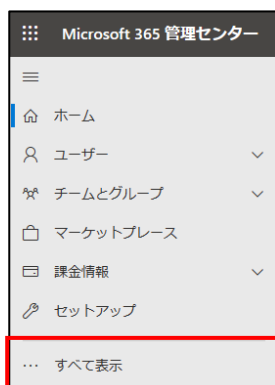 Microsoft 365 管理センター
ホーム
ユーザー
チームとグループ
マーケットプレース
課金情報
セットアップ
… すべて表示